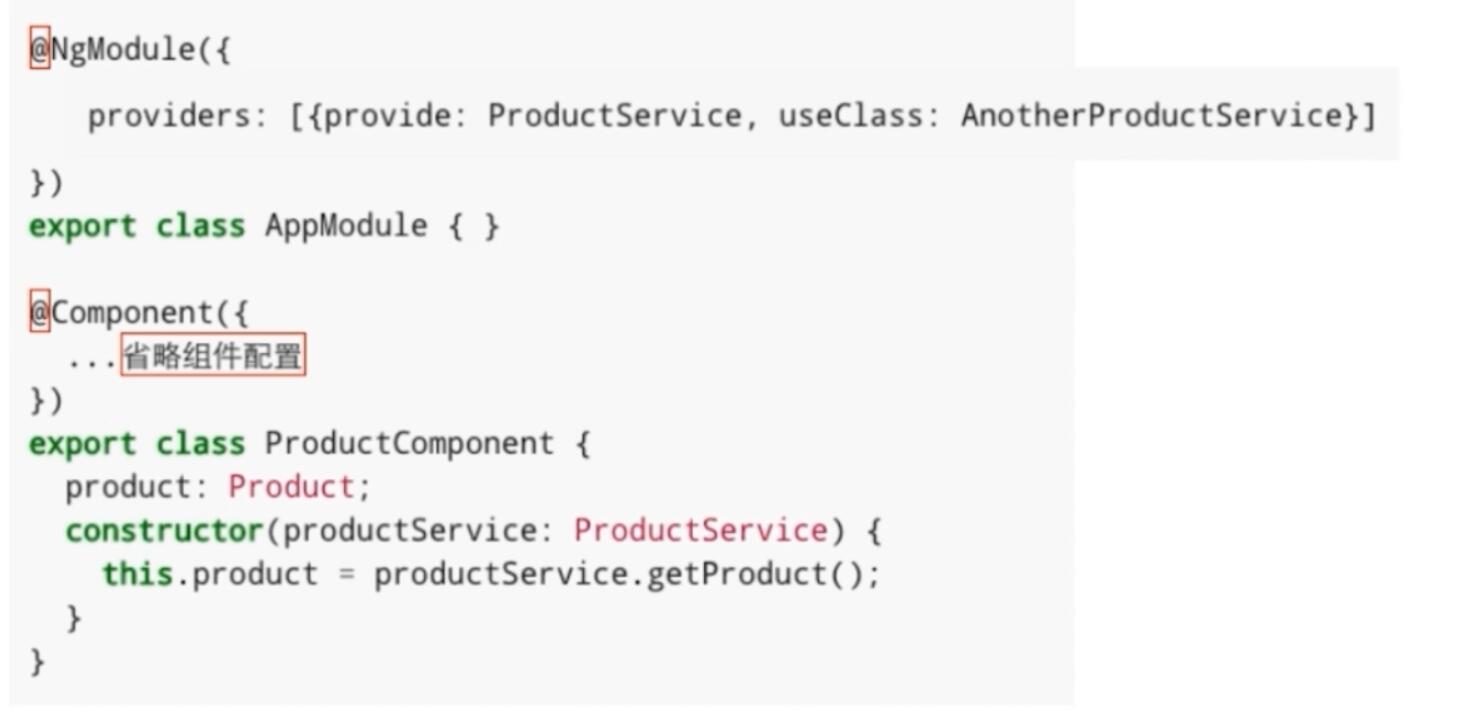 @NgModule({
providers: [{provide: ProductService, useClass: AnotherProductService}]
})
export class AppModule { }
@Component({
...省略组件配置
})
export class ProductComponent {
product: Product;
constructor(productService: ProductService) {
this.product = productService.getProduct();
}
}